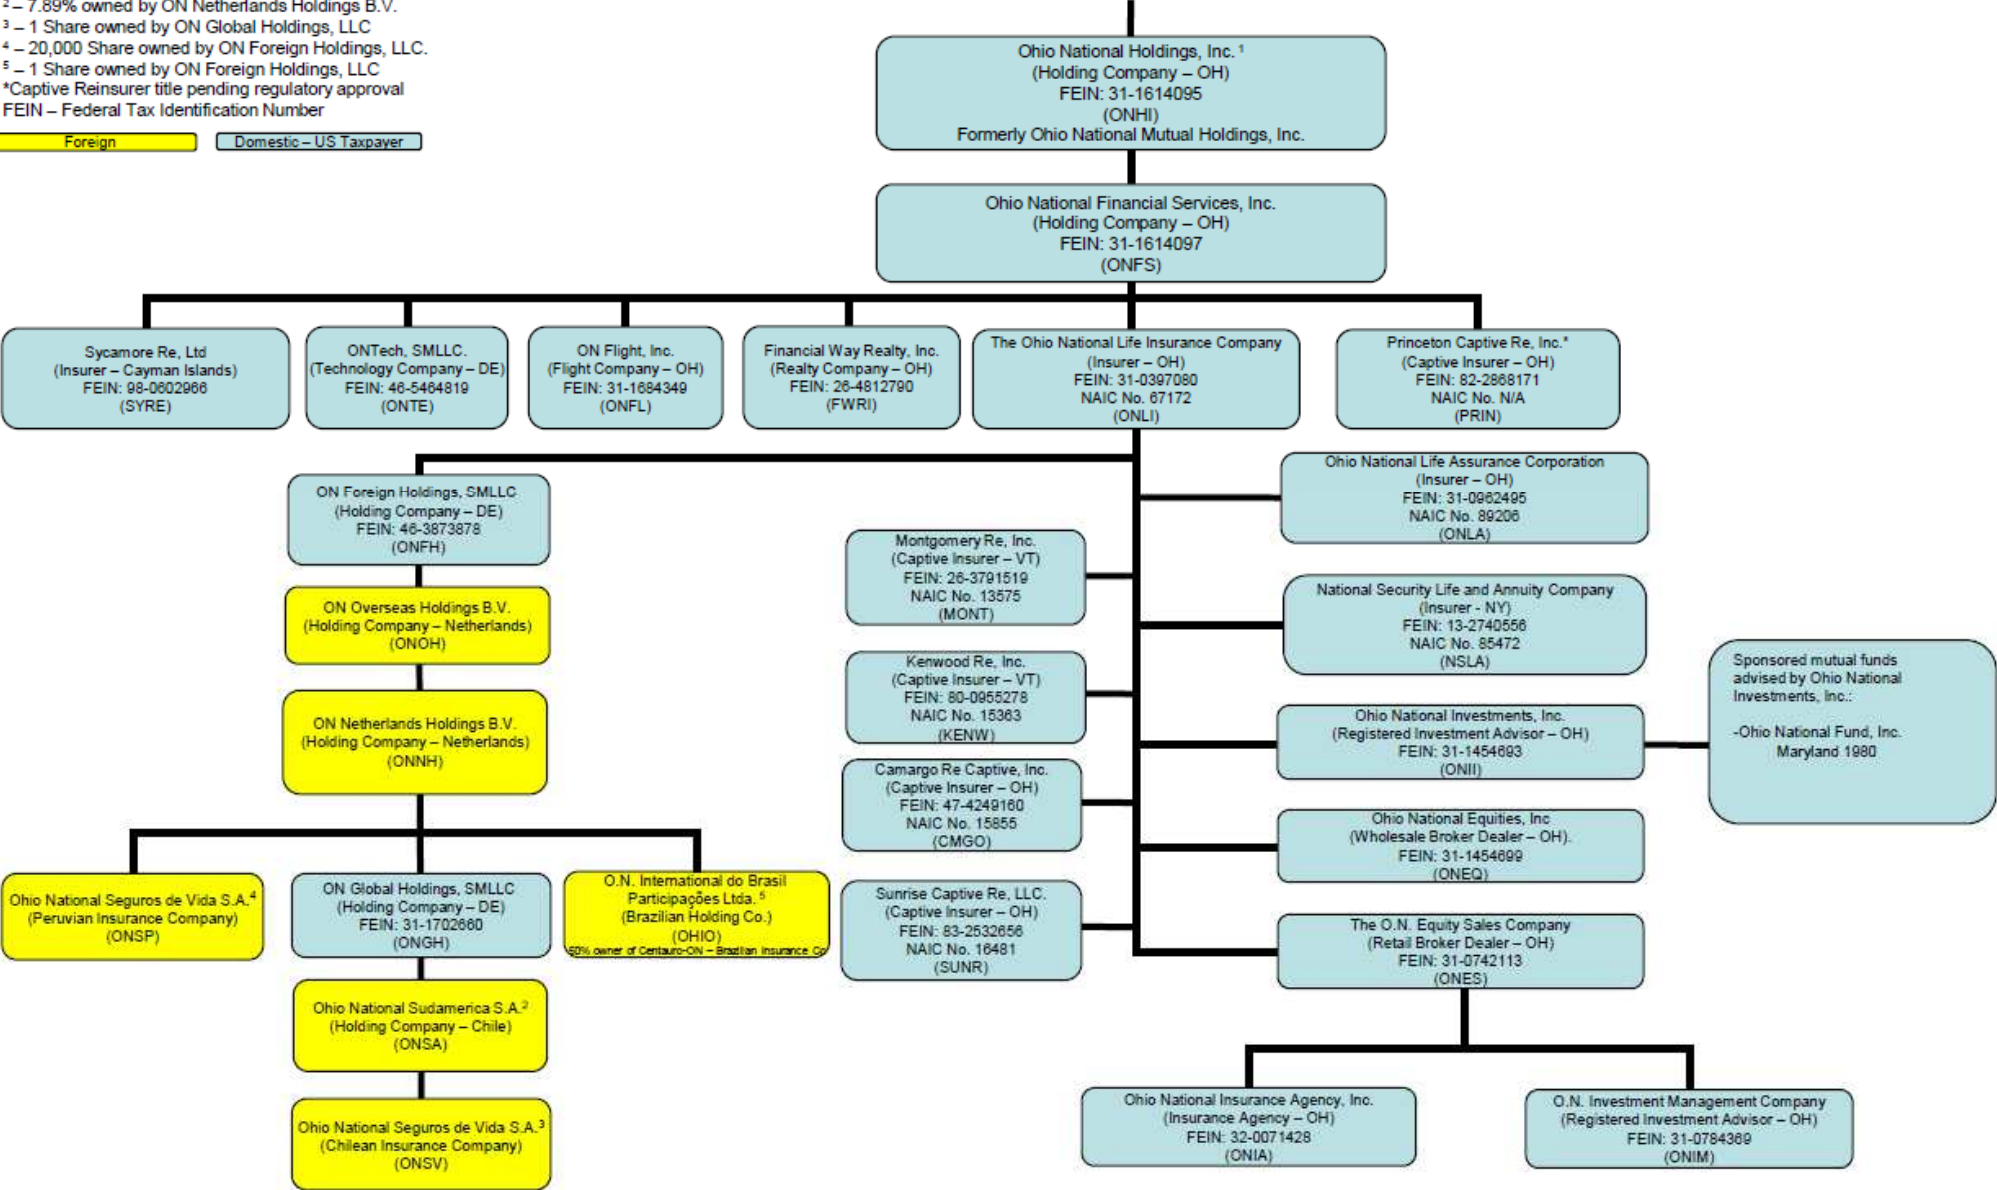 ² – 7.89% owned by ON Netherlands Holdings B.V.
³ – 1 Share owned by ON Global Holdings, LLC
⁴ – 20,000 Share owned by ON Foreign Holdings, LLC.
⁵ – 1 Share owned by ON Foreign Holdings, LLC
*Captive Reinsurer title pending regulatory approval
FEIN – Federal Tax Identification Number
Foreign
Domestic – US Taxpayer
Ohio National Holdings, Inc. ¹
(Holding Company – OH)
FEIN: 31-1614095
(ONHI)
Formerly Ohio National Mutual Holdings, Inc.
Ohio National Financial Services, Inc.
(Holding Company – OH)
FEIN: 31-1614097
(ONFS)
Sycamore Re, Ltd
(Insurer – Cayman Islands)
FEIN: 98-0602966
(SYRE)
ONTech, SMLLC.
(Technology Company – DE)
FEIN: 46-5464819
(ONTE)
ON Flight, Inc.
(Flight Company – OH)
FEIN: 31-1684349
(ONFL)
Financial Way Realty, Inc.
(Realty Company – OH)
FEIN: 26-4812790
(FWRI)
The Ohio National Life Insurance Company
(Insurer – OH)
FEIN: 31-0397080
NAIC No. 67172
(ONLI)
Princeton Captive Re, Inc.*
(Captive Insurer – OH)
FEIN: 82-2868171
NAIC No. N/A
(PRIN)
ON Foreign Holdings, SMLLC
(Holding Company – DE)
FEIN: 46-3873878
(ONFH)
ON Overseas Holdings B.V.
(Holding Company – Netherlands)
(ONOH)
ON Netherlands Holdings B.V.
(Holding Company – Netherlands)
(ONNH)
Ohio National Seguros de Vida S.A.⁴
(Peruvian Insurance Company)
(ONSP)
ON Global Holdings, SMLLC
(Holding Company – DE)
FEIN: 31-1702660
(ONGH)
O.N. International do Brasil
Participações Ltda. ⁵
(Brazilian Holding Co.)
(OHIO)
50% owner of Centauro-ON – Brazilian Insurance Co
Ohio National Sudamerica S.A.²
(Holding Company – Chile)
(ONSA)
Ohio National Seguros de Vida S.A.³
(Chilean Insurance Company)
(ONSV)
Montgomery Re, Inc.
(Captive Insurer – VT)
FEIN: 26-3791519
NAIC No. 13575
(MONT)
Kenwood Re, Inc.
(Captive Insurer – VT)
FEIN: 80-0955278
NAIC No. 15363
(KENW)
Camargo Re Captive, Inc.
(Captive Insurer – OH)
FEIN: 47-4249160
NAIC No. 15855
(CMGO)
Sunrise Captive Re, LLC.
(Captive Insurer – OH)
FEIN: 83-2532656
NAIC No. 16481
(SUNR)
Ohio National Life Assurance Corporation
(Insurer – OH)
FEIN: 31-0962495
NAIC No. 89206
(ONLA)
National Security Life and Annuity Company
(Insurer - NY)
FEIN: 13-2740556
NAIC No. 85472
(NSLA)
Ohio National Investments, Inc.
(Registered Investment Advisor – OH)
FEIN: 31-1454693
(ONII)
Sponsored mutual funds
advised by Ohio National
Investments, Inc.:
-Ohio National Fund, Inc.
Maryland 1980
Ohio National Equities, Inc
(Wholesale Broker Dealer – OH).
FEIN: 31-1454699
(ONEQ)
The O.N. Equity Sales Company
(Retail Broker Dealer – OH)
FEIN: 31-0742113
(ONES)
Ohio National Insurance Agency, Inc.
(Insurance Agency – OH)
FEIN: 32-0071428
(ONIA)
O.N. Investment Management Company
(Registered Investment Advisor – OH)
FEIN: 31-0784369
(ONIM)